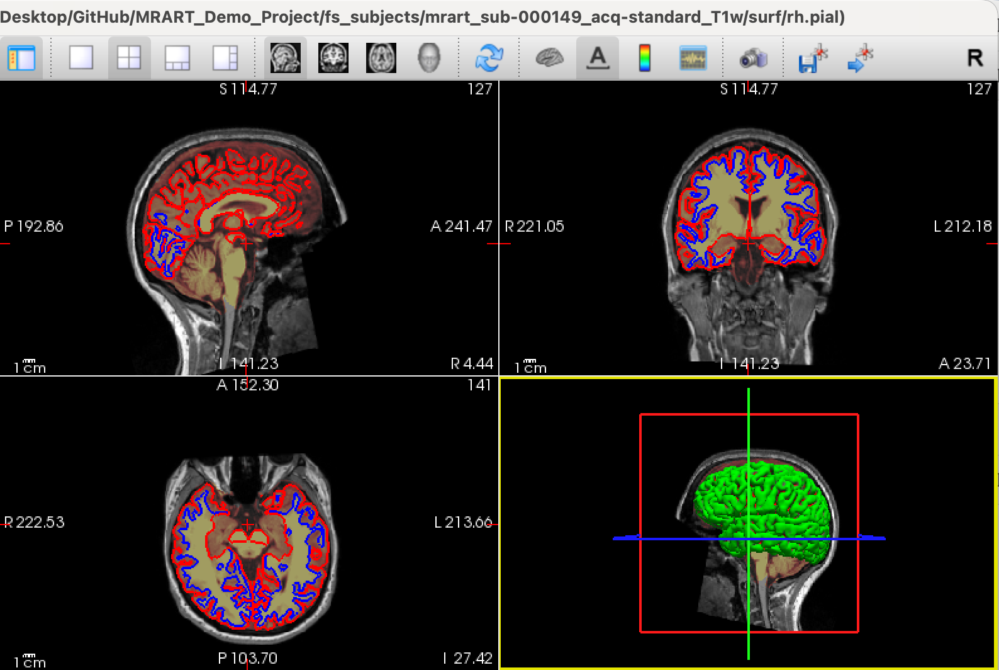 Desktop/GitHub/MRART_Demo_Project/fs_subjects/mrart_sub-000149_acq-standard_T1w/surf/rh.pial)
A R
S 114.77 127
P 192.86 A 241.47
1 cm I 141.23 R 4.44
S 114.77 127
R 221.05 L 212.18
1 cm I 141.23 A 23.71
A 152.30 141
R 222.53 L 213.66
1 cm P 103.70 I 27.42